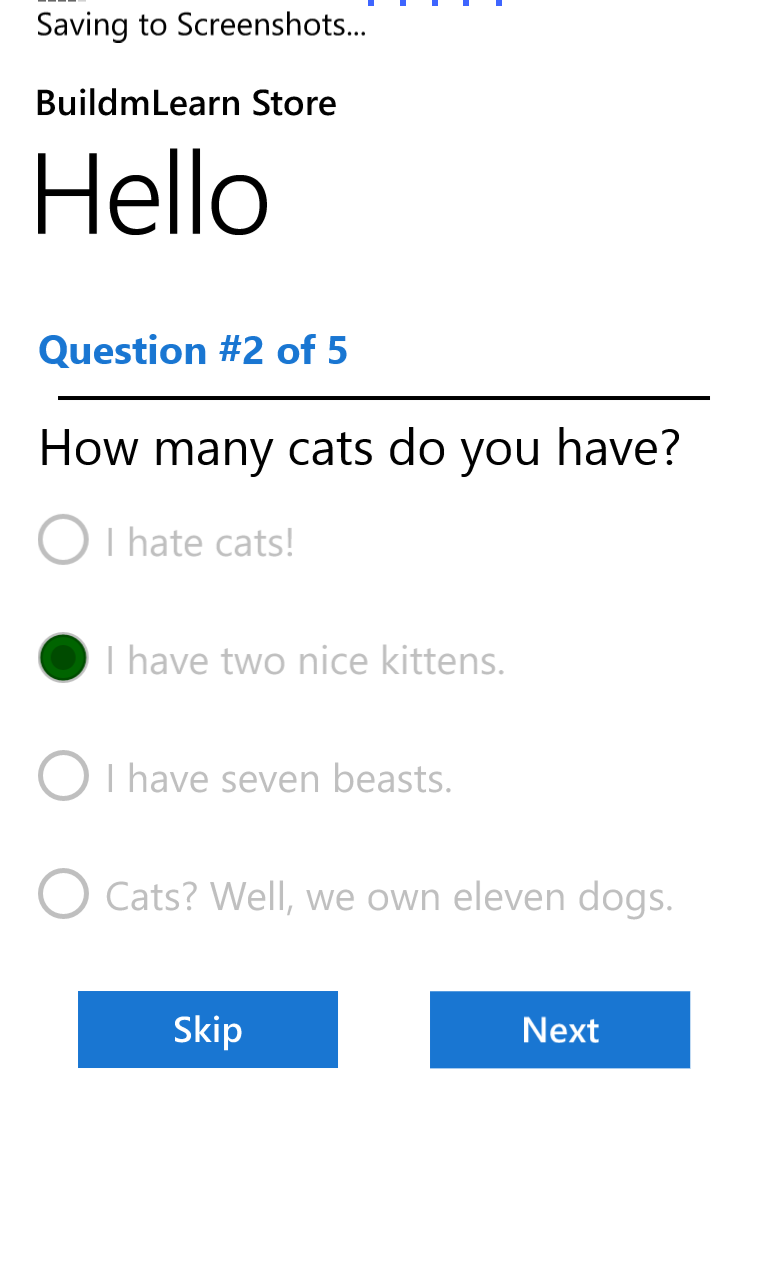 Saving to Screenshots...
BuildmLearn Store
Hello
Question #2 of 5
How many cats do you have?
I hate cats!
I have two nice kittens.
I have seven beasts.
Cats? Well, we own eleven dogs.
Skip
Next